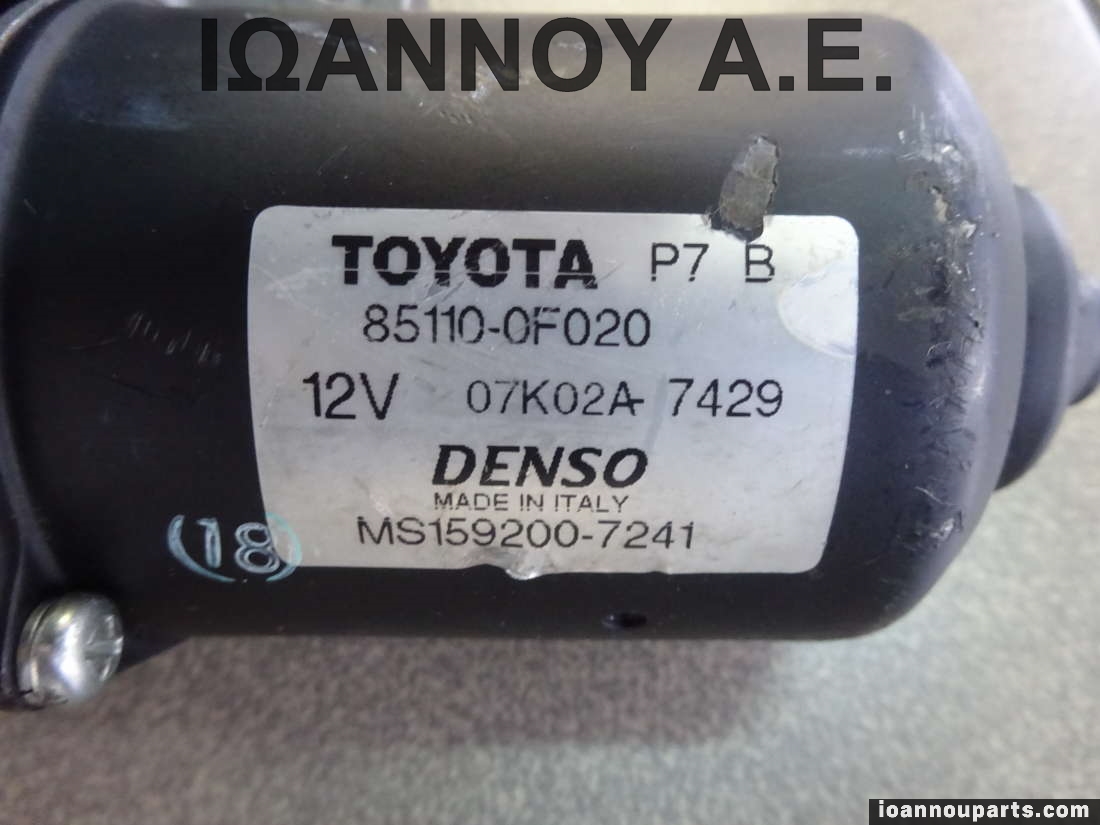 ΙΩΑΝΝΟΥ Α.Ε.
TOYOTA P7 B
85110-0F020
12V 07K02A-7429
DENSO
MADE IN ITALY
MS159200-7241
(18)
ioannouparts.com